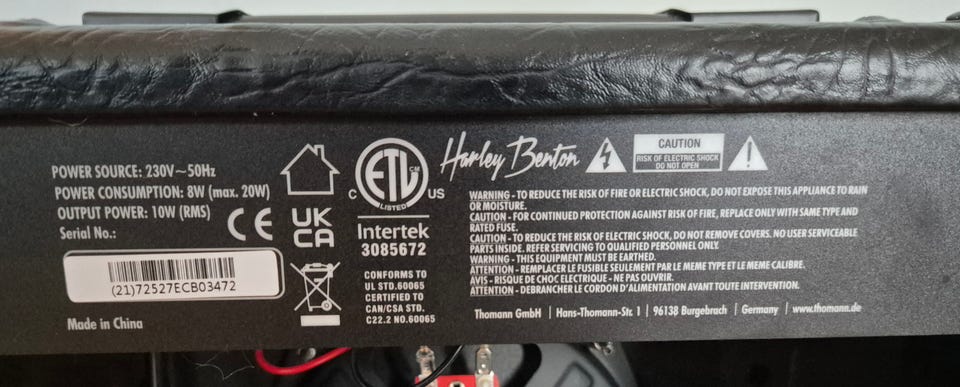 POWER SOURCE: 230V~50Hz
POWER CONSUMPTION: 8W (max. 20W)
OUTPUT POWER: 10W (RMS)
Serial No.:
(21)72527ECB03472
Made in China
CE
UK
CA
C ETL CM US
LISTED
Intertek
3085672
CONFORMS TO
UL STD.60065
CERTIFIED TO
CAN/CSA STD.
C22.2 NO.60065
Harley Benton
CAUTION
RISK OF ELECTRIC SHOCK
DO NOT OPEN
WARNING - TO REDUCE THE RISK OF FIRE OR ELECTRIC SHOCK, DO NOT EXPOSE THIS APPLIANCE TO RAIN
OR MOISTURE.
CAUTION - FOR CONTINUED PROTECTION AGAINST RISK OF FIRE, REPLACE ONLY WITH SAME TYPE AND
RATED FUSE.
CAUTION - TO REDUCE THE RISK OF ELECTRIC SHOCK, DO NOT REMOVE COVERS. NO USER SERVICEABLE
PARTS INSIDE. REFER SERVICING TO QUALIFIED PERSONNEL ONLY.
WARNING - THIS EQUIPMENT MUST BE EARTHED.
ATTENTION - REMPLACER LE FUSIBLE SEULEMENT PAR LE MEME TYPE ET LE MEME CALIBRE.
AVIS - RISQUE DE CHOC ELECTRIQUE - NE PAS OUVRIR.
ATTENTION - DEBRANCHER LE CORDON D'ALIMENTATION AVANT TOUTE INTERVENTION.
Thomann GmbH | Hans-Thomann-Str. 1 | 96138 Burgebrach | Germany | www.thomann.de